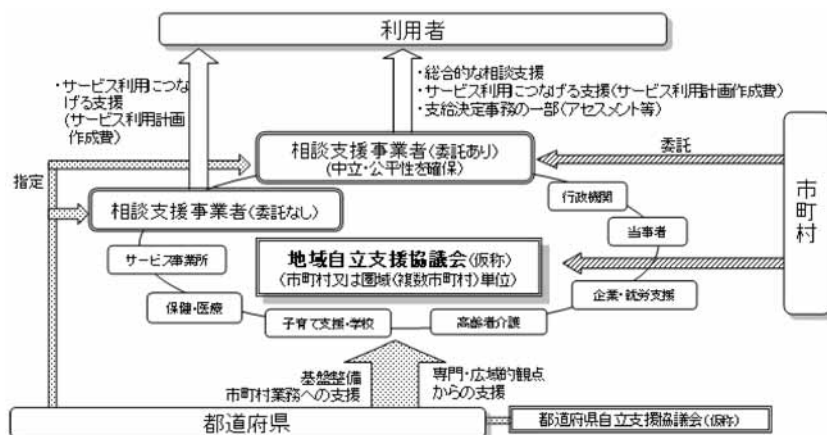 利用者
・サービス利用につな
げる支援
(サービス利用計画
作成費)
・総合的な相談支援
・サービス利用につなげる支援(サービス利用計画作成費)
・支給決定事務の一部(アセスメント等)
相談支援事業者(委託あり)
(中立・公平性を確保)
委託
市町村
指定
相談支援事業者(委託なし)
行政機関
当事者
サービス事業所
地域自立支援協議会(仮称)
(市町村又は圏域(複数市町村)単位)
企業・就労支援
保健・医療
子育て支援・学校
高齢者介護
基盤整備
市町村業務への支援
専門・広域的観点
からの支援
都道府県
都道府県自立支援協議会(仮称)